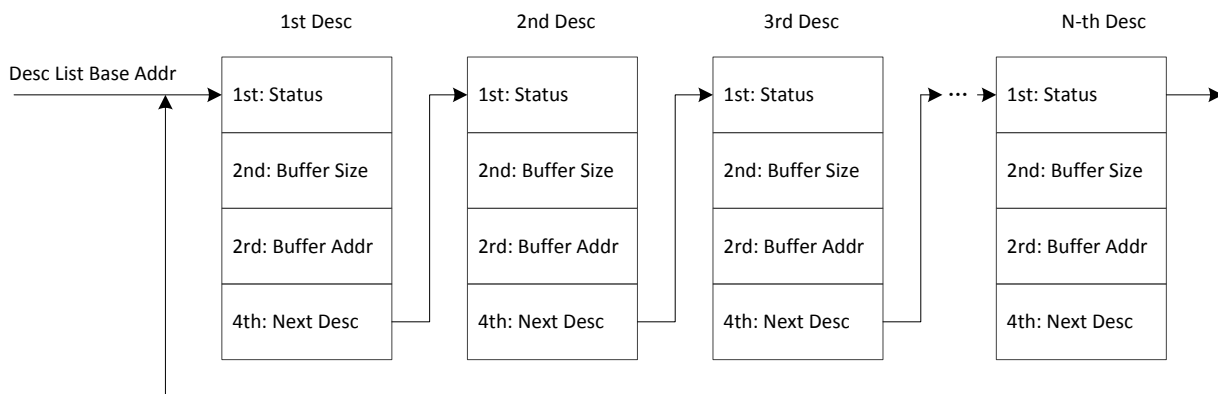 1st Desc
2nd Desc
3rd Desc
N-th Desc
Desc List Base Addr
1st: Status
1st: Status
1st: Status
...
1st: Status
2nd: Buffer Size
2nd: Buffer Size
2nd: Buffer Size
2nd: Buffer Size
2rd: Buffer Addr
2rd: Buffer Addr
2rd: Buffer Addr
2rd: Buffer Addr
4th: Next Desc
4th: Next Desc
4th: Next Desc
4th: Next Desc